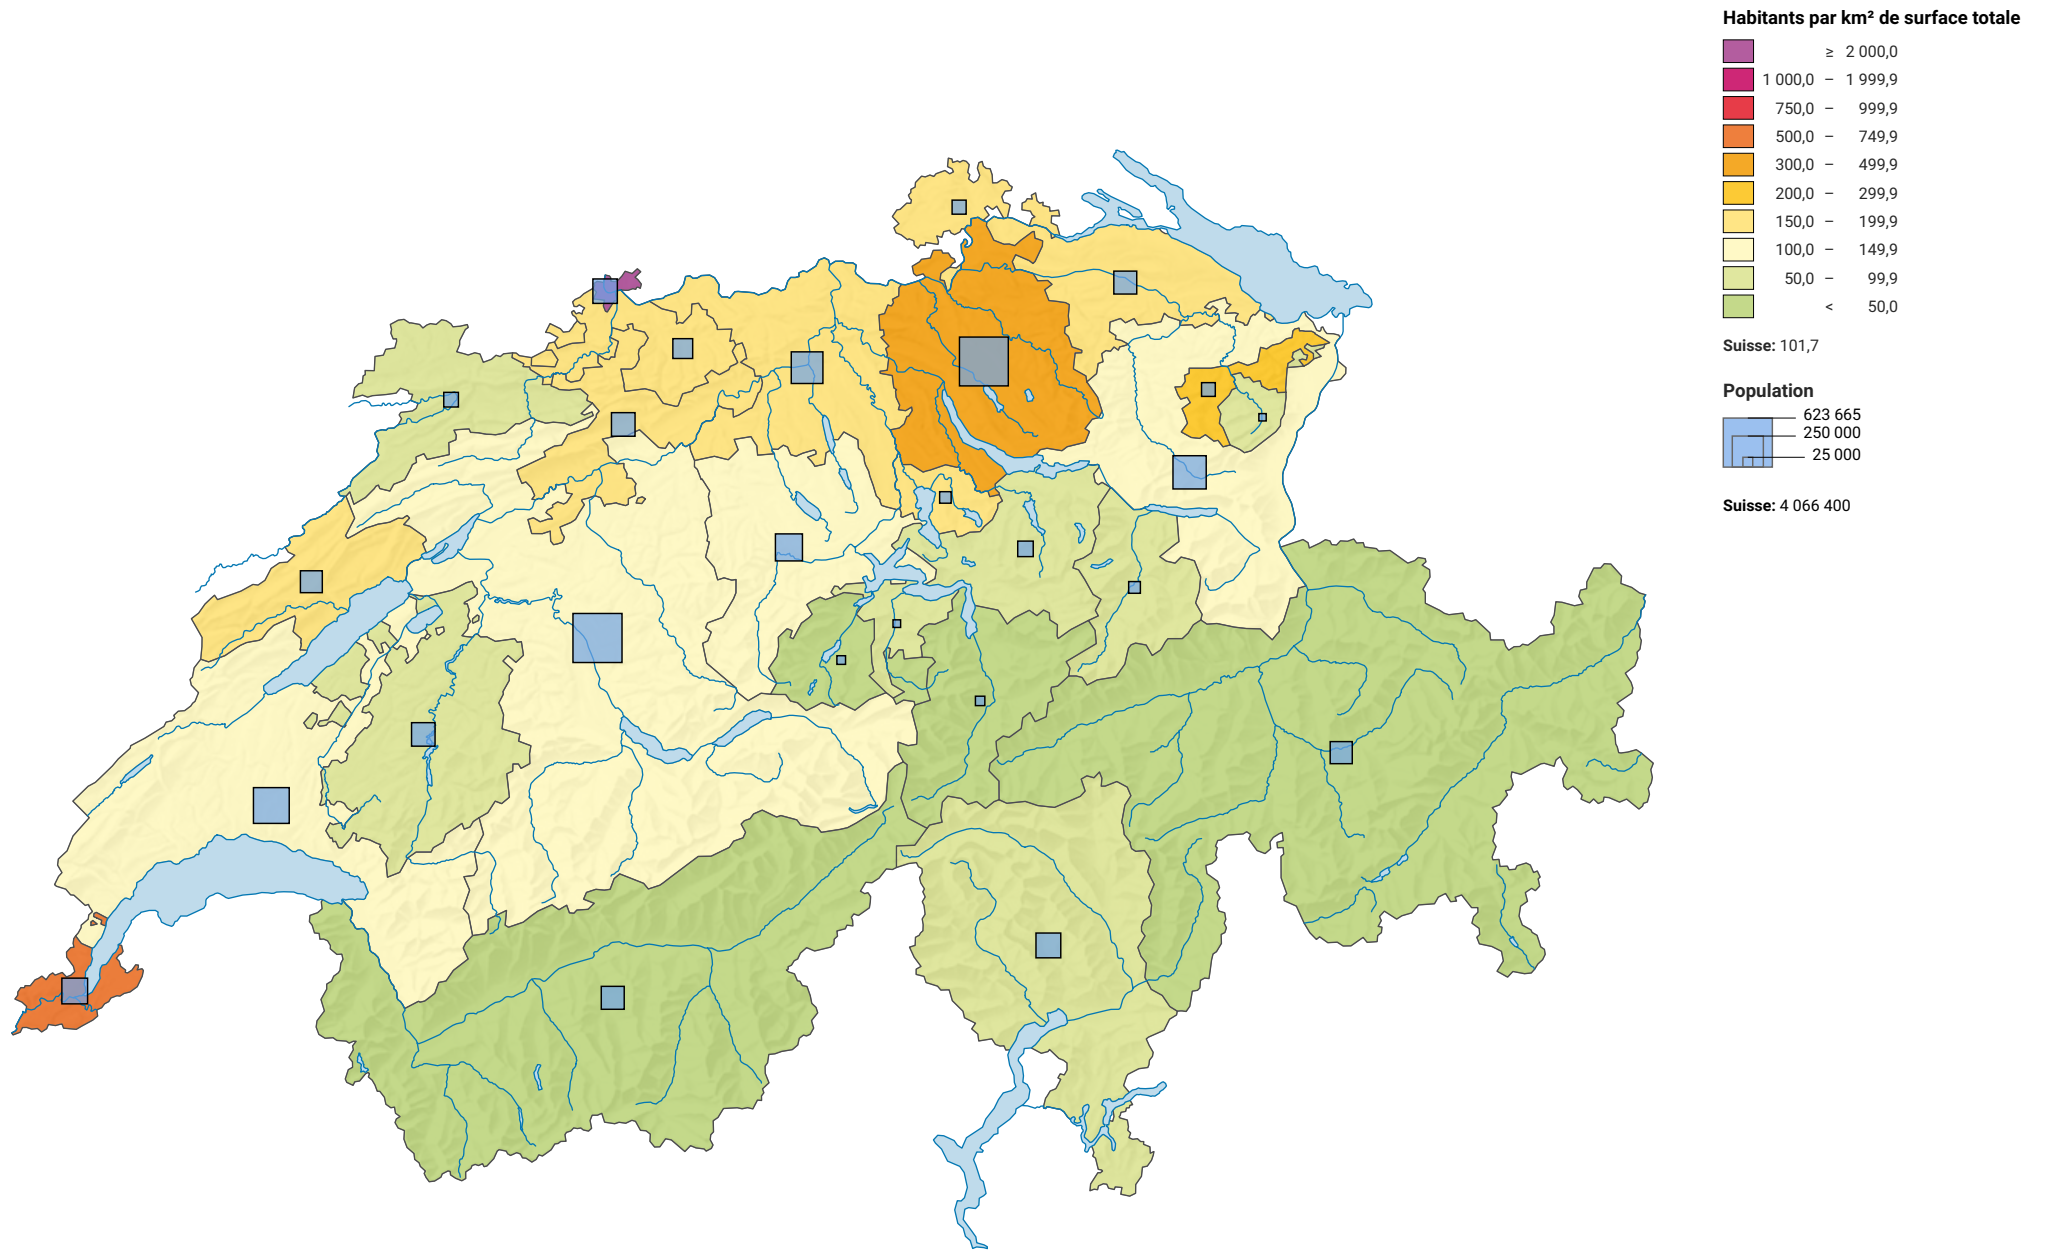 Habitants par km² de surface totale
≥ 2 000,0
1 000,0 – 1 999,9
750,0 – 999,9
500,0 – 749,9
300,0 – 499,9
200,0 – 299,9
150,0 – 199,9
100,0 – 149,9
50,0 – 99,9
< 50,0
Suisse: 101,7
Population
623 665
250 000
25 000
Suisse: 4 066 400